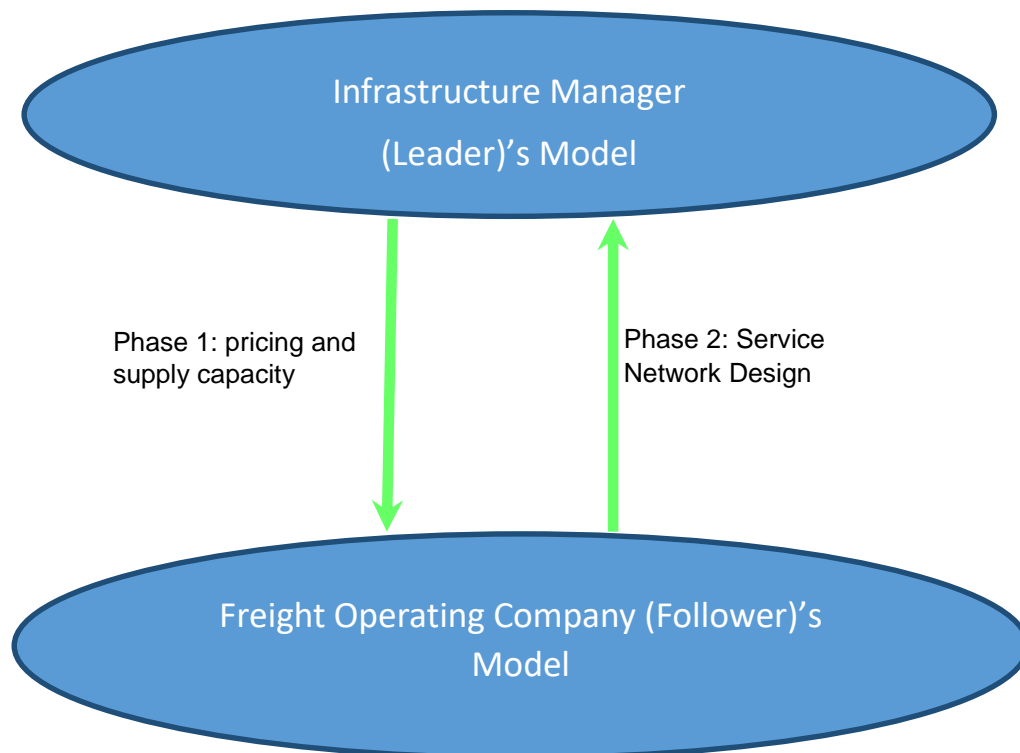 Infrastructure Manager
(Leader)’s Model
Phase 1: pricing and
supply capacity
Phase 2: Service
Network Design
Freight Operating Company (Follower)’s
Model